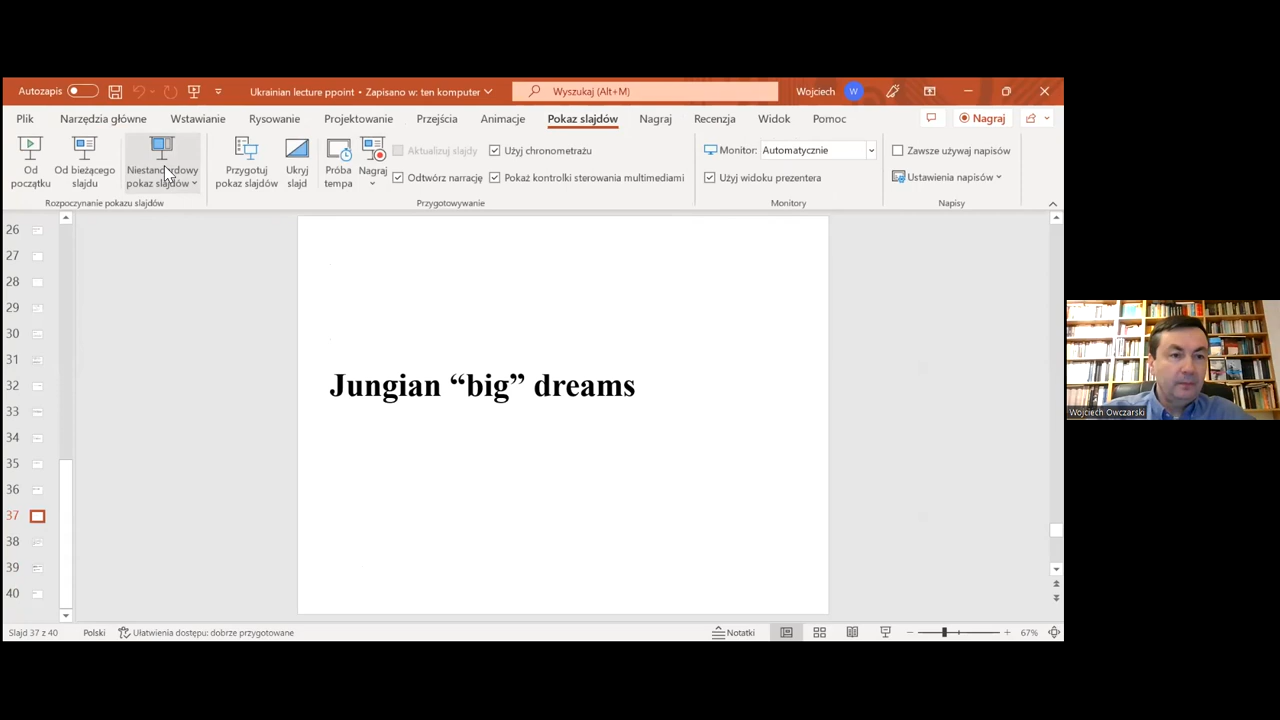 Autozapis
Ukrainian lecture ppoint • Zapisano w: ten komputer
Wyszukaj (Alt+M)
Wojciech
W
Plik
Narzędzia główne
Wstawianie
Rysowanie
Projektowanie
Przejścia
Animacje
Pokaz slajdów
Nagraj
Recenzja
Widok
Pomoc
Nagraj
Od
początku
Od bieżącego
slajdu
Niestandardowy
pokaz slajdów
Rozpoczynanie pokazu slajdów
Przygotuj
pokaz slajdów
Ukryj
slajd
Próba
tempa
Nagraj
Aktualizuj slajdy
Odtwórz narrację
Użyj chronometrażu
Pokaż kontrolki sterowania multimediami
Przygotowywanie
Monitor:
Automatycznie
Użyj widoku prezentera
Monitory
Zawsze używaj napisów
Ustawienia napisów
Napisy
26
27
28
29
30
31
32
33
34
35
36
37
38
39
40
Jungian “big” dreams
Wojciech Owczarski
Slajd 37 z 40
Polski
Ułatwienia dostępu: dobrze przygotowane
Notatki
67%